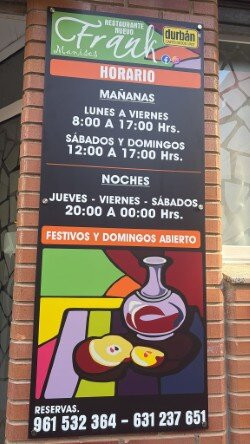 RESTAURANTE
NUEVO
Frank
Manises
durbán
HORARIO
MAÑANAS
LUNES A VIERNES
8:00 A 17:00 Hrs.
SÁBADOS Y DOMINGOS
12:00 A 17:00 Hrs.
NOCHES
JUEVES - VIERNES - SÁBADOS
20:00 A 00:00 Hrs.
FESTIVOS Y DOMINGOS ABIERTO
RESERVAS.
961 532 364 - 631 237 651